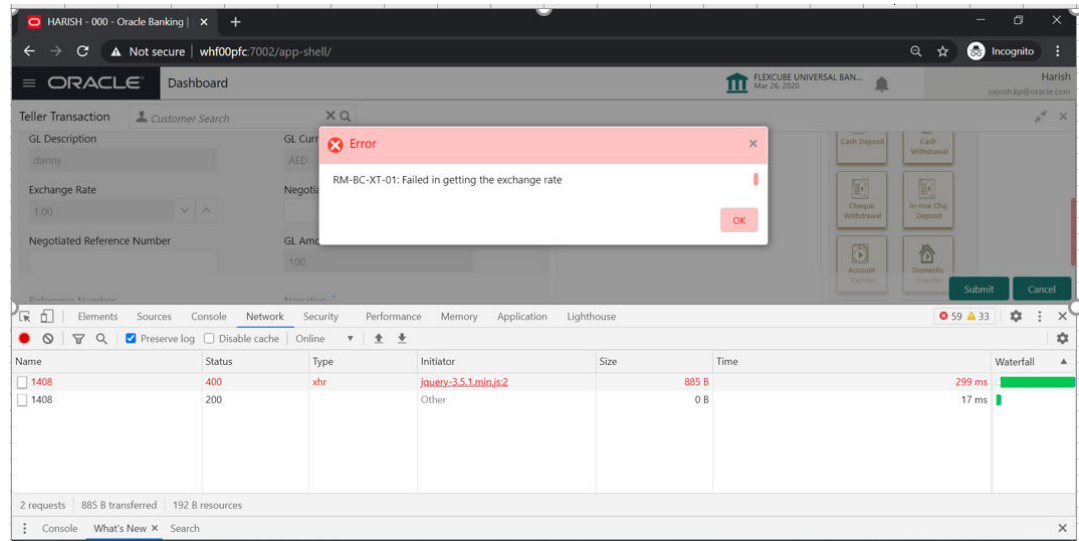 HARISH - 000 - Oracle Banking |
Not secure | whf00pfc:7002/app-shell/
Incognito
ORACLE
Dashboard
FLEXCUBE UNIVERSAL BAN...
Mar 26, 2020
Harish
sajosh.kp@oracle.com
Teller Transaction
Customer Search
GL Description
GL Curr
danny
AED
Exchange Rate
Negotia
1.00
Negotiated Reference Number
GL Amo
100
Reference Number
Narrative
Error
RM-BC-XT-01: Failed in getting the exchange rate
OK
Cash Deposit
Cash
Withdrawal
Cheque
Withdrawal
In-Hse Chq
Deposit
Account
Transfer
Domestic
Transfer
Submit
Cancel
Elements Sources Console Network Security Performance Memory Application Lighthouse
59 33
Preserve log Disable cache Online
Name Status Type Initiator Size Time Waterfall
1408 400 xhr jquery-3.5.1.min.js:2 885 B 299 ms
1408 200 Other 0 B 17 ms
2 requests 885 B transferred 192 B resources
Console What's New Search